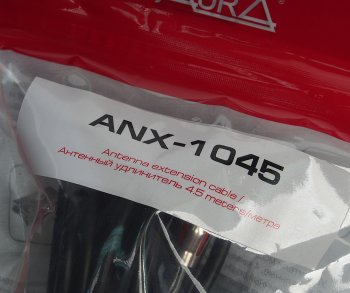 ANX-1045
Antenna extension cable /
Антенный удлинитель 4.5 meters/метра